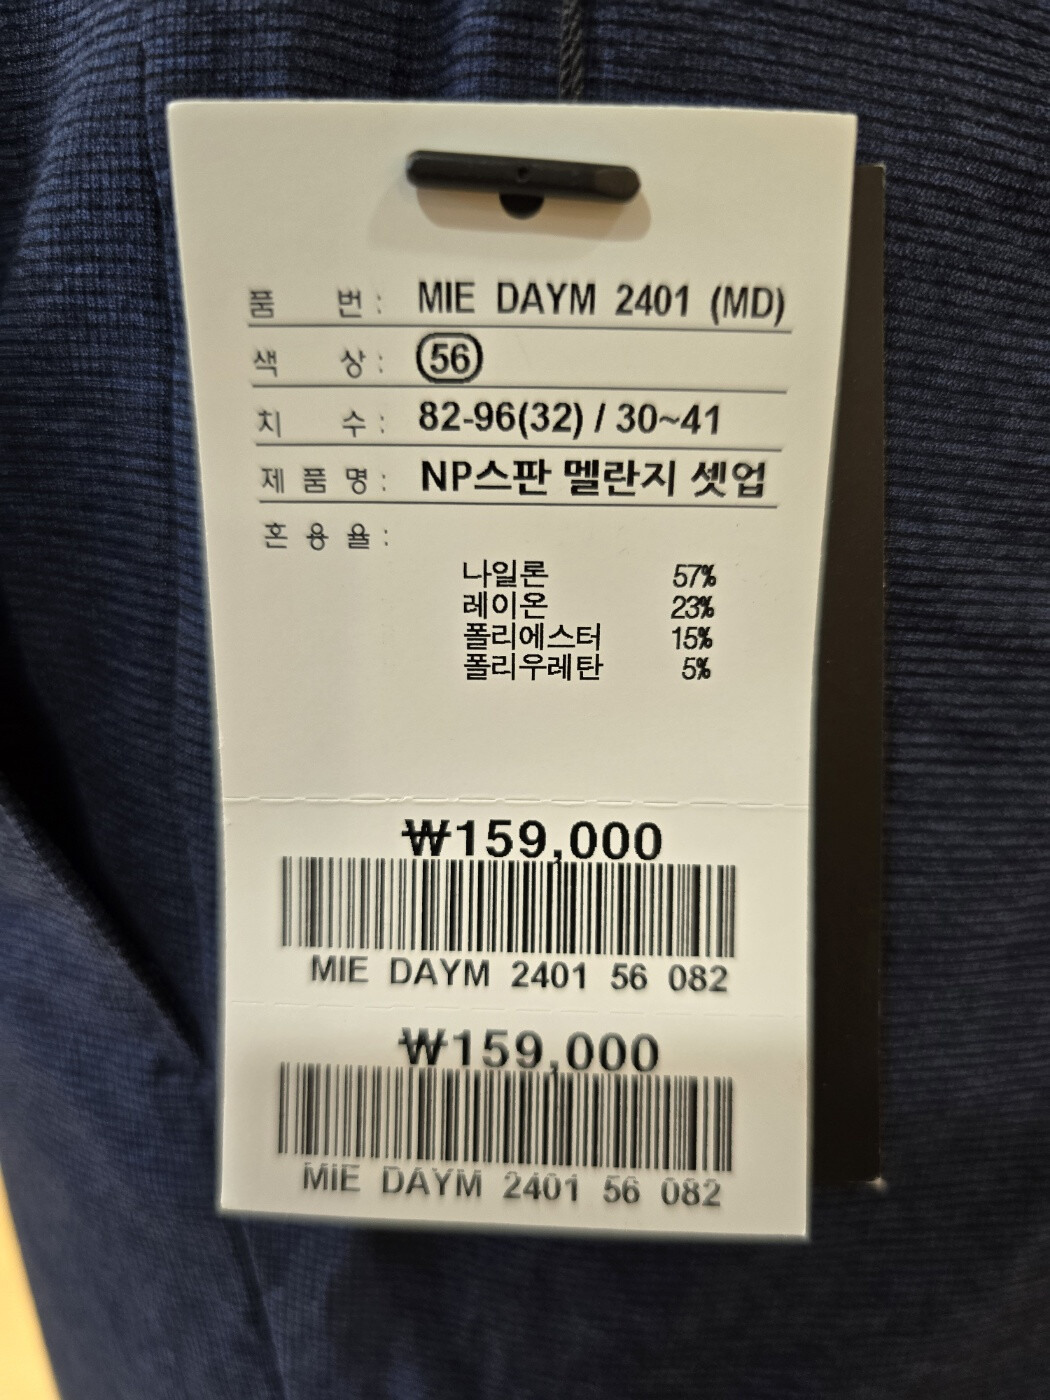 품 번 : MIE DAYM 2401 (MD)
색 상 : 56
치 수 : 82-96(32) / 30~41
제 품 명 : NP스판 멜란지 셋업
혼 용 율 :
나일론 57%
레이온 23%
폴리에스터 15%
폴리우레탄 5%
₩159,000
MIE DAYM 2401 56 082
₩159,000
MIE DAYM 2401 56 082